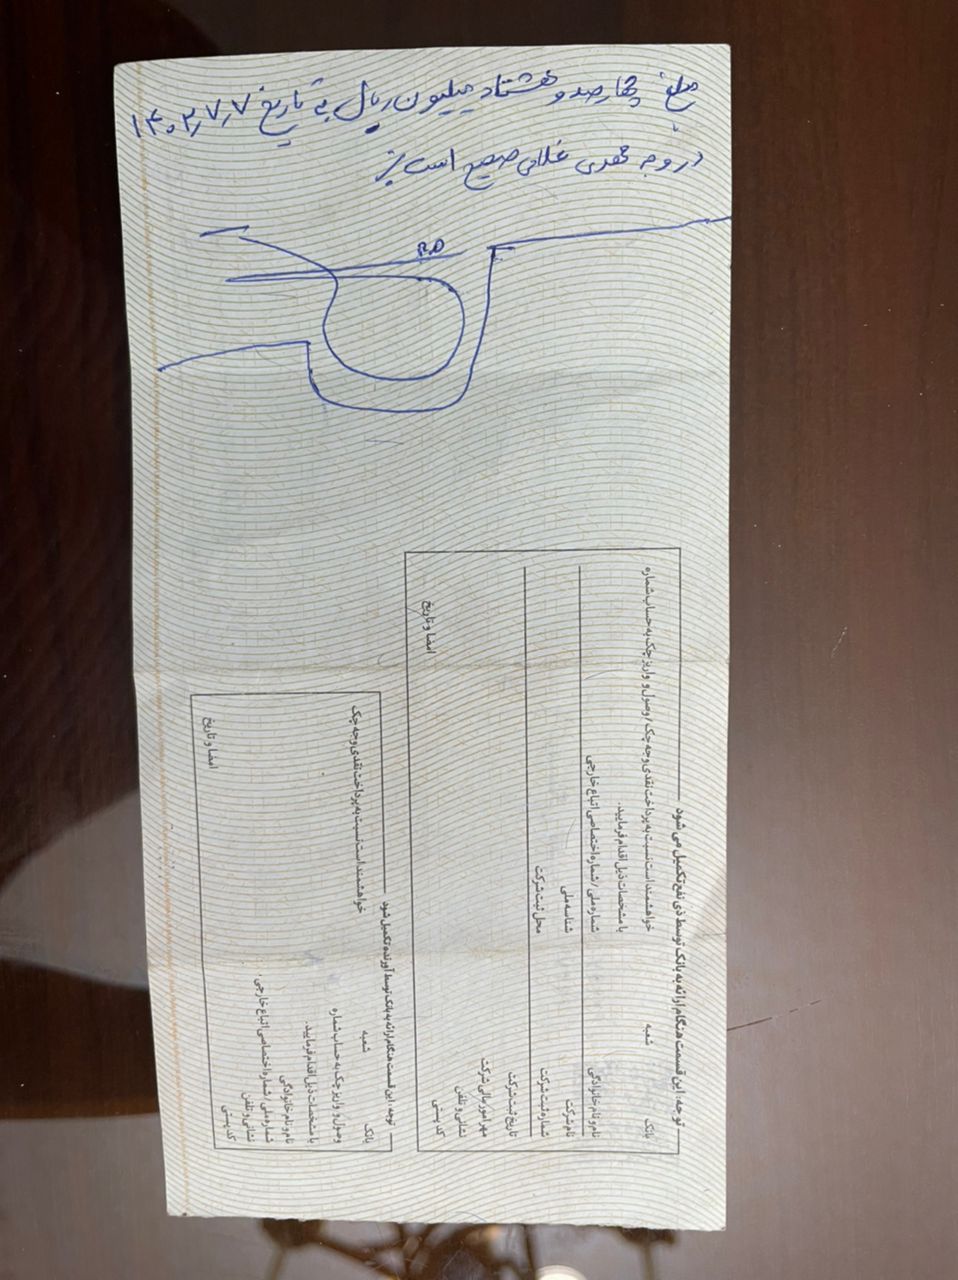 مبلغ چهارصد و هشتاد میلیون ریال به تاریخ ۱۴۰۲٫۷٫۷
در وجه مهدی غلامی صحیح است
توجه: این قسمت هنگام ارائه به بانک توسط ذی نفع تکمیل می شود
بانک شعبه خواهشمند است نسبت به پرداخت نقدی وجه چک / وصول و واریز چک به حساب شماره
با مشخصات ذیل اقدام فرمایید.
نام و نام خانوادگی شماره ملی / شماره اختصاصی اتباع خارجی
نام شرکت شناسه ملی
شماره ثبت شرکت محل ثبت شرکت
تاریخ ثبت شرکت
مهر امور مالی شرکت
نشانی و تلفن
کد پستی امضا و تاریخ
توجه: این قسمت هنگام ارائه به بانک توسط آورنده تکمیل شود
بانک شعبه خواهشمند است نسبت به پرداخت نقدی وجه چک
وصول و واریز چک به حساب شماره
با مشخصات ذیل اقدام فرمایید.
نام و نام خانوادگی
شماره ملی / شماره اختصاصی اتباع خارجی.
نشانی و تلفن
کد پستی امضا و تاریخ